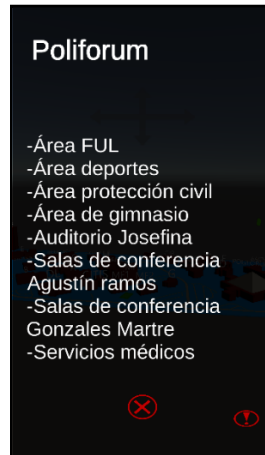 Poliforum
-Área FUL
-Área deportes
-Área protección civil
-Área de gimnasio
-Auditorio Josefina
-Salas de conferencia
Agustín ramos
-Salas de conferencia
Gonzales Martre
-Servicios médicos